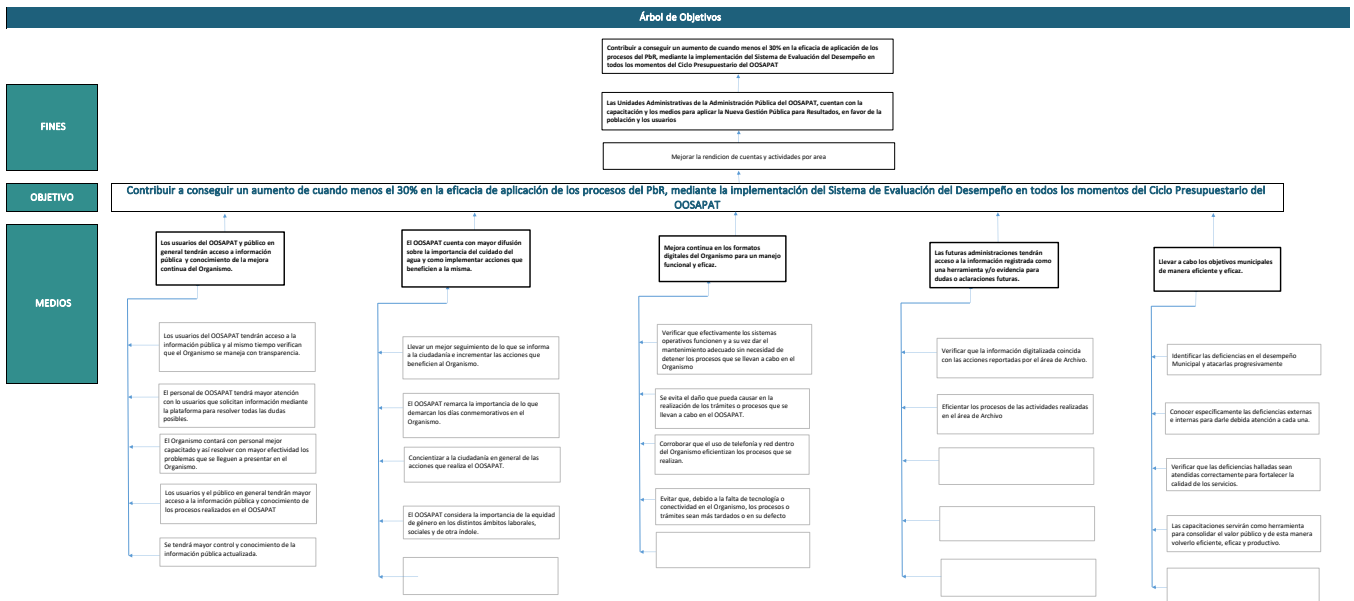 Árbol de Objetivos
Contribuir a conseguir un aumento de cuando menos el 30% en la eficacia de aplicación de los
procesos del PbR, mediante la implementación del Sistema de Evaluación del Desempeño en
todos los momentos del Ciclo Presupuestario del OOSAPAT
FINES
Las Unidades Administrativas de la Administración Pública del OOSAPAT, cuentan con la
capacitación y los medios para aplicar la Nueva Gestión Pública para Resultados, en favor de la
población y los usuarios
Mejorar la rendicion de cuentas y actividades por area
OBJETIVO
Contribuir a conseguir un aumento de cuando menos el 30% en la eficacia de aplicación de los procesos del PbR, mediante la implementación del Sistema de Evaluación del Desempeño en todos los momentos del Ciclo Presupuestario del
OOSAPAT
MEDIOS
Los usuarios del OOSAPAT y público en
general tendrán acceso a información
pública y conocimiento de la mejora
continua del Organismo.
Los usuarios del OOSAPAT tendrán acceso a la
información pública y al mismo tiempo verifican
que el Organismo se maneja con transparencia.
El personal de OOSAPAT tendrá mayor atención
con lo usuarios que solicitan información mediante
la plataforma para resolver todas las dudas
posibles.
El Organismo contará con personal mejor
capacitado y así resolver con mayor efectividad los
problemas que se lleguen a presentar en el
Organismo.
Los usuarios y el público en general tendrán mayor
acceso a la información pública y conocimiento de
los procesos realizados en el OOSAPAT
Se tendrá mayor control y conocimiento de la
información pública actualizada.
El OOSAPAT cuenta con mayor difusión
sobre la importancia del cuidado del
agua y como implementar acciones que
beneficien a la misma.
Llevar un mejor seguimiento de lo que se informa
a la ciudadanía e incrementar las acciones que
beneficien al Organismo.
El OOSAPAT remarca la importancia de lo que
demarcan los días conmemorativos en el
Organismo.
Concientizar a la ciudadanía en general de las
acciones que realiza el OOSAPAT.
El OOSAPAT considera la importancia de la equidad
de género en los distintos ámbitos laborales,
sociales y de otra índole.
Mejora continua en los formatos
digitales del Organismo para un manejo
funcional y eficaz.
Verificar que efectivamente los sistemas
operativos funcionen y a su vez dar el
mantenimiento adecuado sin necesidad de
detener los procesos que se llevan a cabo en el
Organismo
Se evita el daño que pueda causar en la
realización de los trámites o procesos que se
llevan a cabo en el OOSAPAT.
Corroborar que el uso de telefonía y red dentro
del Organismo eficientizan los procesos que se
realizan.
Evitar que, debido a la falta de tecnología o
conectividad en el Organismo, los procesos o
trámites sean más tardados o en su defecto
Las futuras administraciones tendrán
acceso a la información registrada como
una herramienta y/o evidencia para
dudas o aclaraciones futuras.
Verificar que la información digitalizada coincida
con las acciones reportadas por el área de Archivo.
Eficientar los procesos de las actividades realizadas
en el área de Archivo
Llevar a cabo los objetivos municipales
de manera eficiente y eficaz.
Identificar las deficiencias en el desempeño
Municipal y atacarlas progresivamente
Conocer específicamente las deficiencias externas
e internas para darle debida atención a cada una.
Verificar que las deficiencias halladas sean
atendidas correctamente para fortalecer la
calidad de los servicios.
Las capacitaciones servirán como herramienta
para consolidar el valor público y de esta manera
volverlo eficiente, eficaz y productivo.